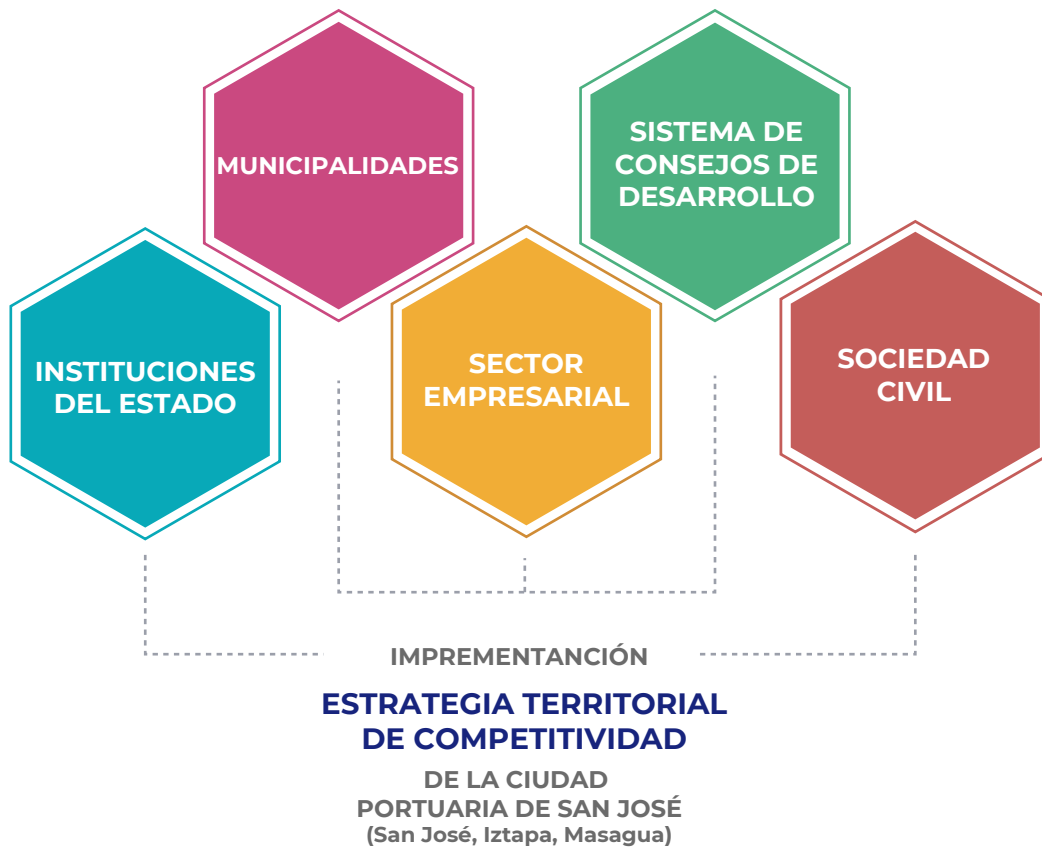 MUNICIPALIDADES
SISTEMA DE
CONSEJOS DE
DESARROLLO
INSTITUCIONES
DEL ESTADO
SECTOR
EMPRESARIAL
SOCIEDAD
CIVIL
IMPREMENTANCIÓN
ESTRATEGIA TERRITORIAL
DE COMPETITIVIDAD
DE LA CIUDAD
PORTUARIA DE SAN JOSÉ
(San José, Iztapa, Masagua)